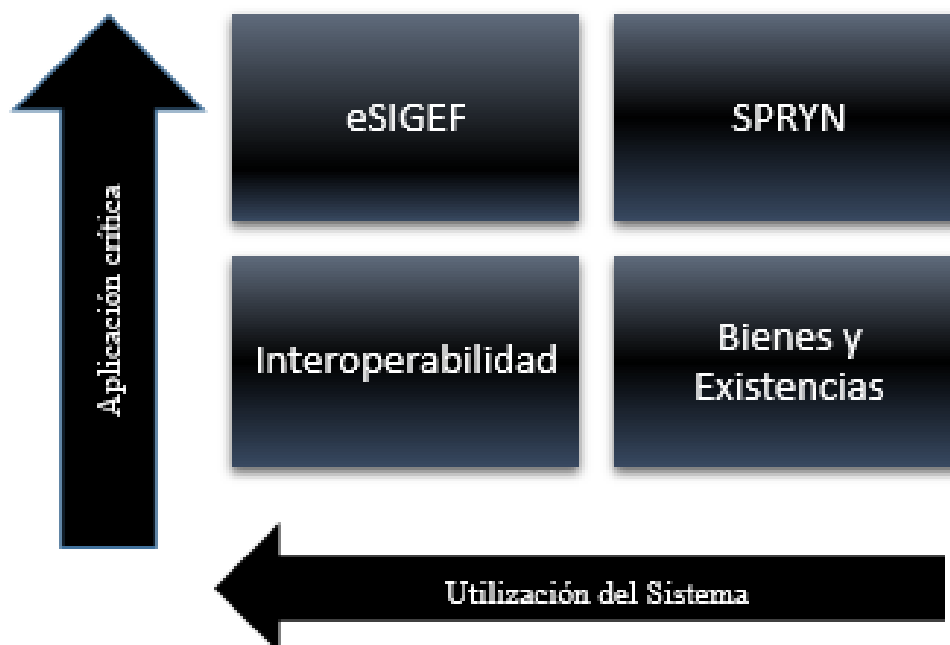 eSIGEF
SPRYN
Aplicación crítica
Interoperabilidad
Bienes y
Existencias
Utilización del Sistema